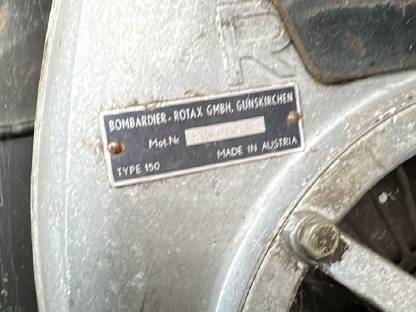 BOMBARDIER-ROTAX GMBH, GUNSKIRCHEN
Mot.Nr
TYPE 150 MADE IN AUSTRIA